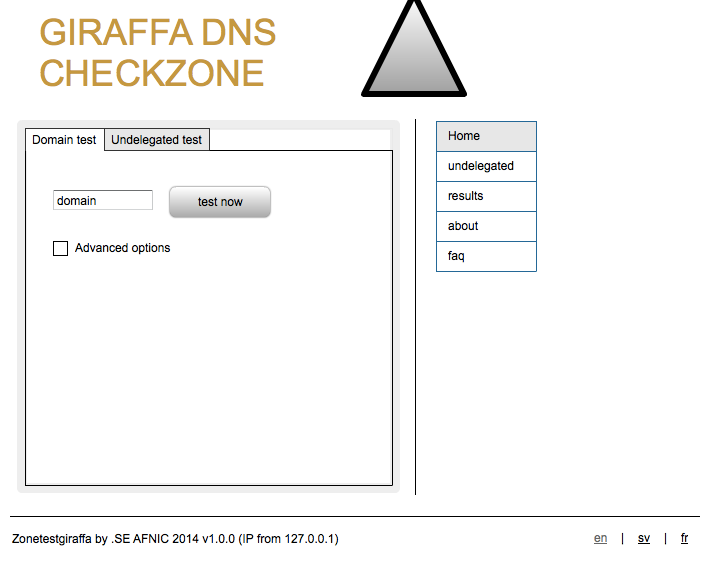 GIRAFFA DNS
CHECKZONE
Domain test
Undelegated test
domain
test now
Advanced options
Home
undelegated
results
about
faq
Zonetestgiraffa by .SE AFNIC 2014 v1.0.0 (IP from 127.0.0.1)
en | sv | fr